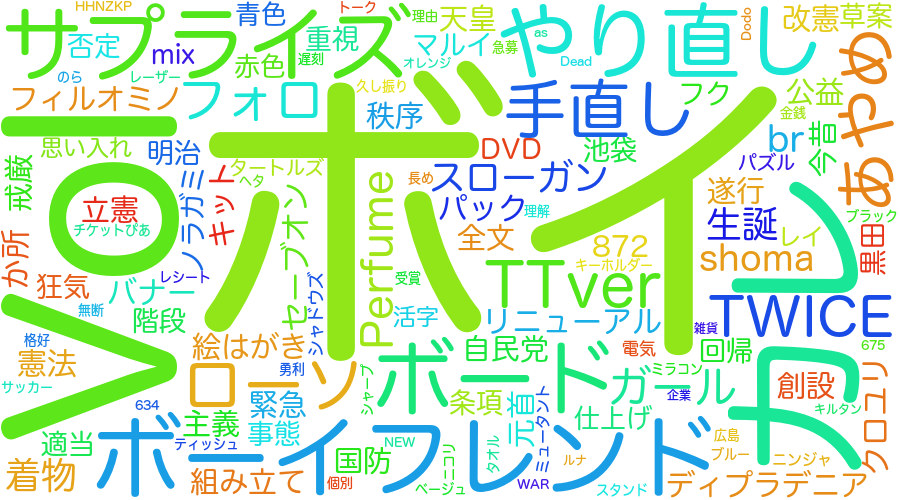 HHNZKP
トーク
サプライズ
青色
理由
天皇
やり直し
Dodo
改憲
草案
否定
mix
重視
マルイ
急募
as
あやめ
のら
レーザー
赤色
遅刻
オレンジ
Dead
フィルオミノ
フォロ
久し振り
ボイ
手直し
フク
公益
金銭
Vol
秩序
br
今昔
思い入れ
明治
DVD
池袋
パズル
戒厳
タートルズ
ヘタ
長め
スローガン
遂行
キット
ノラガミ
立憲
パック
理解
生誕
ブラック
チケットぴあ
セーブオン
Perfume
全文
872
レイ
黒田
か所
キーホルダー
shoma
カレ
狂気
バナー
レシート
シャドウズ
受賞
TTver
TWICE
無断
階段
活字
リニューアル
雑貨
格好
絵はがき
自民党
電気
回帰
675
憲法
勇利
ミラコン
サッカー
ローソ
シャープ
ボード
ガール
企業
創設
クロユリ
634
緊急
条項
元首
ミュータント
仕上げ
キルタン
主義
事態
適当
ボーイフレンド
ディッシュ
NEW
広島
ブルー
着物
国防
ニコリ
タオル
ルナ
ニンジャ
組み立て
個別
ベージュ
WAR
スタンド
ディプラデニア